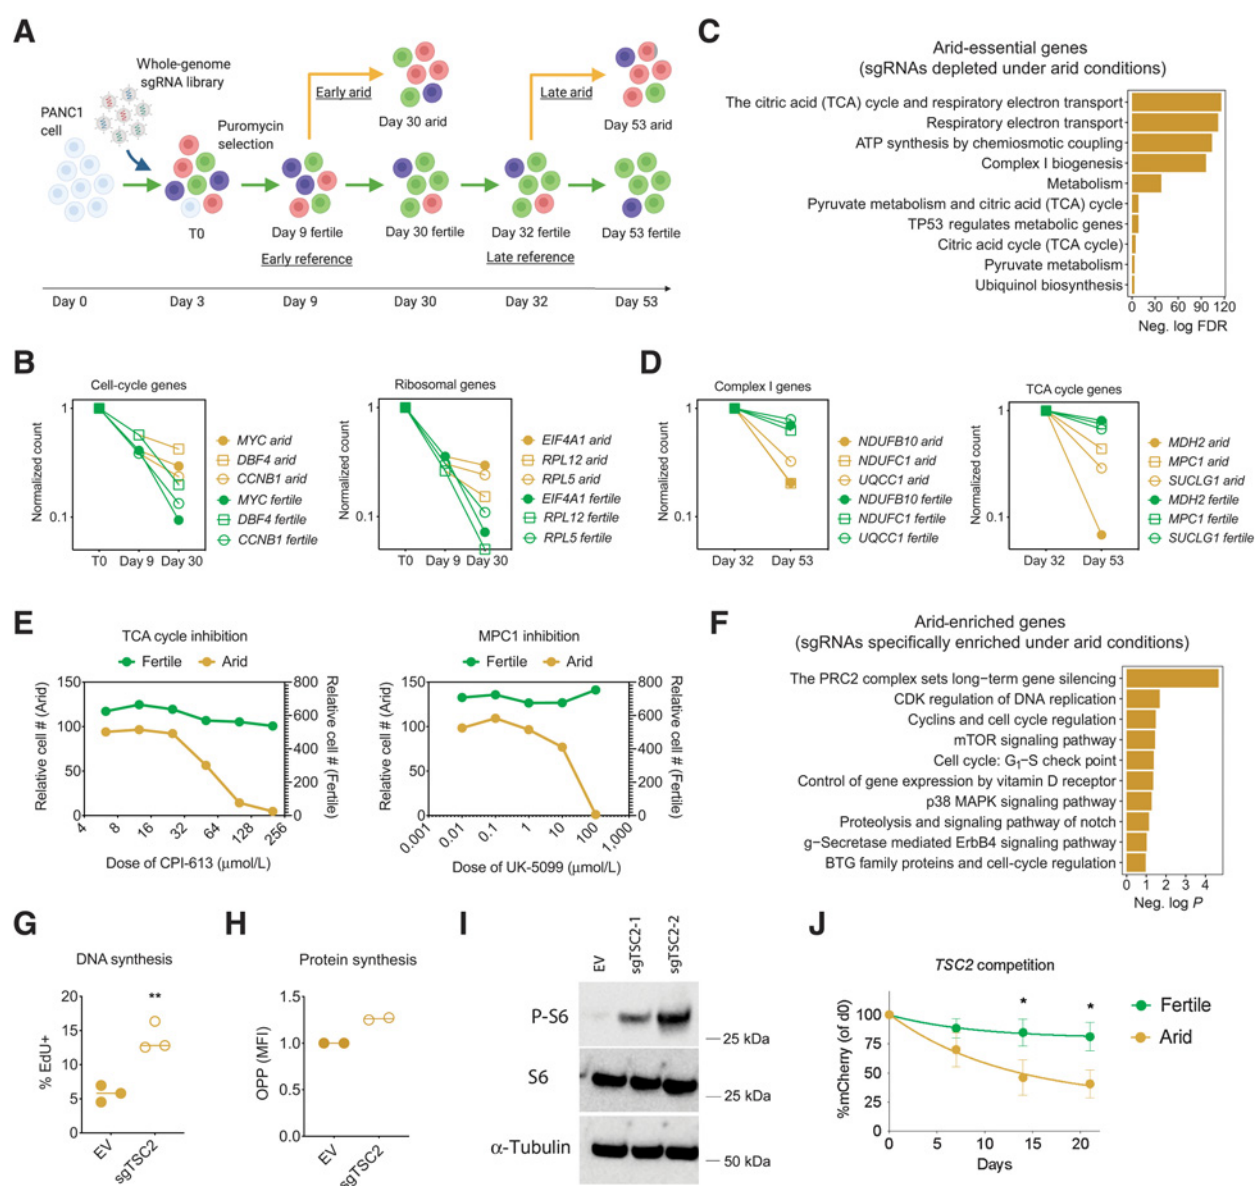 A
Whole-genome
sgRNA library
PANC1
cell
Puromycin
selection
Early arid
Day 30 arid
Late arid
Day 53 arid
T0
Day 9 fertile
Day 30 fertile
Day 32 fertile
Day 53 fertile
Early reference
Late reference
Day 0
Day 3
Day 9
Day 30
Day 32
Day 53
B
Cell-cycle genes
Normalized count
1
0.1
T0
Day 9
Day 30
MYC arid
DBF4 arid
CCNB1 arid
MYC fertile
DBF4 fertile
CCNB1 fertile
Ribosomal genes
Normalized count
1
0.1
T0
Day 9
Day 30
EIF4A1 arid
RPL12 arid
RPL5 arid
EIF4A1 fertile
RPL12 fertile
RPL5 fertile
C
Arid-essential genes
(sgRNAs depleted under arid conditions)
The citric acid (TCA) cycle and respiratory electron transport
Respiratory electron transport
ATP synthesis by chemiosmotic coupling
Complex I biogenesis
Metabolism
Pyruvate metabolism and citric acid (TCA) cycle
TP53 regulates metabolic genes
Citric acid cycle (TCA cycle)
Pyruvate metabolism
Ubiquinol biosynthesis
0 30 60 90 120
Neg. log FDR
D
Complex I genes
Normalized count
1
0.1
Day 32
Day 53
NDUFB10 arid
NDUFC1 arid
UQCC1 arid
NDUFB10 fertile
NDUFC1 fertile
UQCC1 fertile
TCA cycle genes
Normalized count
1
0.1
Day 32
Day 53
MDH2 arid
MPC1 arid
SUCLG1 arid
MDH2 fertile
MPC1 fertile
SUCLG1 fertile
E
TCA cycle inhibition
Fertile
Arid
Relative cell # (Arid)
150
100
50
0
800
600
400
200
0
Relative cell # (Fertile)
4 8 16 32 64 128 256
Dose of CPI-613 (μmol/L)
MPC1 inhibition
Fertile
Arid
Relative cell # (Arid)
150
100
50
0
800
600
400
200
0
Relative cell # (Fertile)
0.001 0.01 0.1 1 10 100 1,000
Dose of UK-5099 (μmol/L)
F
Arid-enriched genes
(sgRNAs specifically enriched under arid conditions)
The PRC2 complex sets long−term gene silencing
CDK regulation of DNA replication
Cyclins and cell cycle regulation
mTOR signaling pathway
Cell cycle: G₁−S check point
Control of gene expression by vitamin D receptor
p38 MAPK signaling pathway
Proteolysis and signaling pathway of notch
g−Secretase mediated ErbB4 signaling pathway
BTG family proteins and cell-cycle regulation
0 1 2 3 4
Neg. log P
G
DNA synthesis
% EdU+
20
15
10
5
0
**
EV
sgTSC2
H
Protein synthesis
OPP (MFI)
1.5
1.0
0.5
0.0
EV
sgTSC2
I
EV
sgTSC2-1
sgTSC2-2
P-S6
25 kDa
S6
25 kDa
α-Tubulin
50 kDa
J
TSC2 competition
%mCherry (of d0)
100
75
50
25
0
* *
0 5 10 15 20
Days
Fertile
Arid